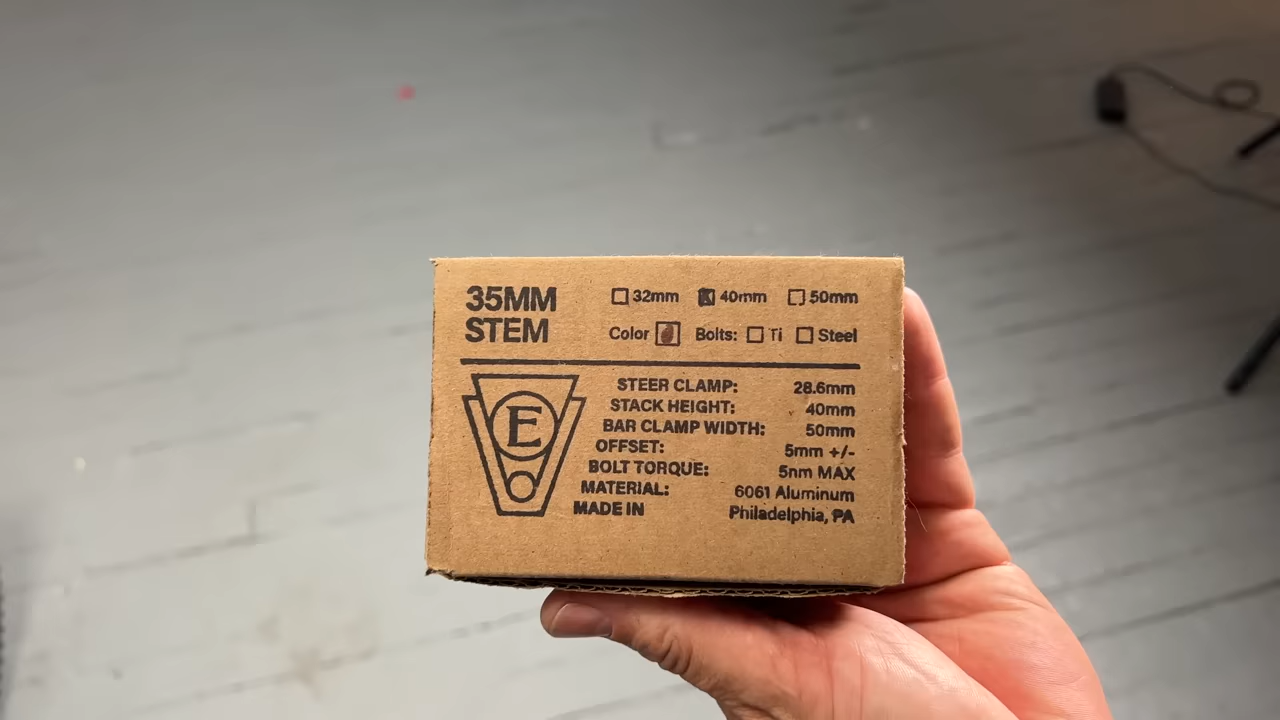 35MM
STEM
32mm 40mm 50mm
Color Bolts: Ti Steel
E
STEER CLAMP: 28.6mm
STACK HEIGHT: 40mm
BAR CLAMP WIDTH: 50mm
OFFSET: 5mm +/-
BOLT TORQUE: 5nm MAX
MATERIAL: 6061 Aluminum
MADE IN Philadelphia, PA